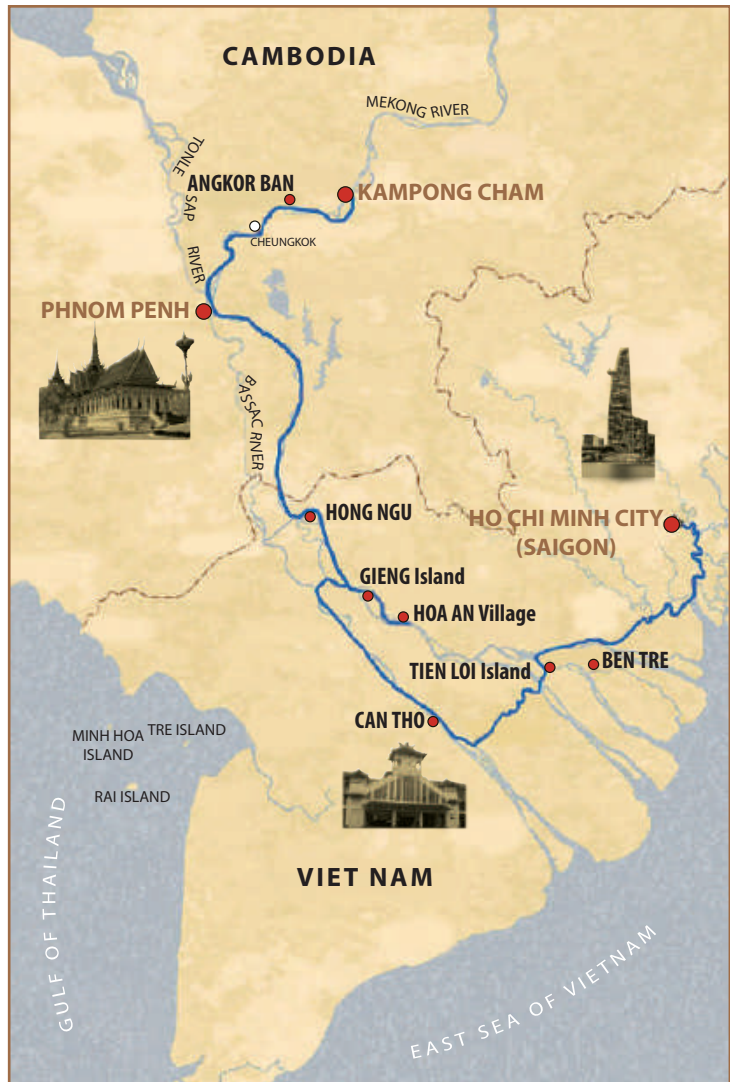 CAMBODIA
MEKONG RIVER
TONLE SAP RIVER
ANGKOR BAN
KAMPONG CHAM
CHEUNGKOK
PHNOM PENH
BASSAC RIVER
HONG NGU
HO CHI MINH CITY
(SAIGON)
GIENG Island
HOA AN Village
TIEN LOI Island
BEN TRE
CAN THO
MINH HOA
ISLAND
TRE ISLAND
RAI ISLAND
GULF OF THAILAND
VIET NAM
EAST SEA OF VIETNAM